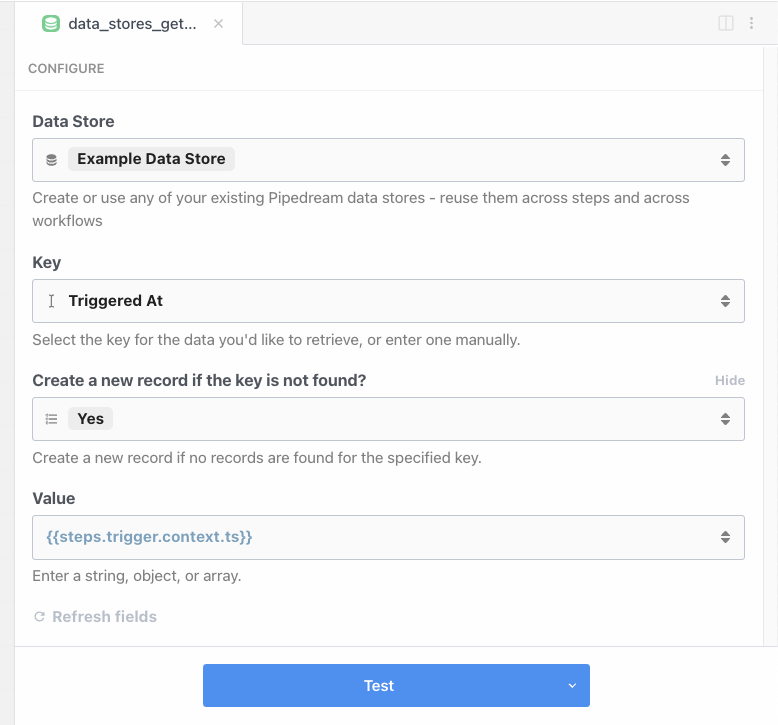 data_stores_get...
CONFIGURE
Data Store
Example Data Store
Create or use any of your existing Pipedream data stores - reuse them across steps and across
workflows
Key
Triggered At
Select the key for the data you'd like to retrieve, or enter one manually.
Create a new record if the key is not found?
Hide
Yes
Create a new record if no records are found for the specified key.
Value
{{steps.trigger.context.ts}}
Enter a string, object, or array.
Refresh fields
Test